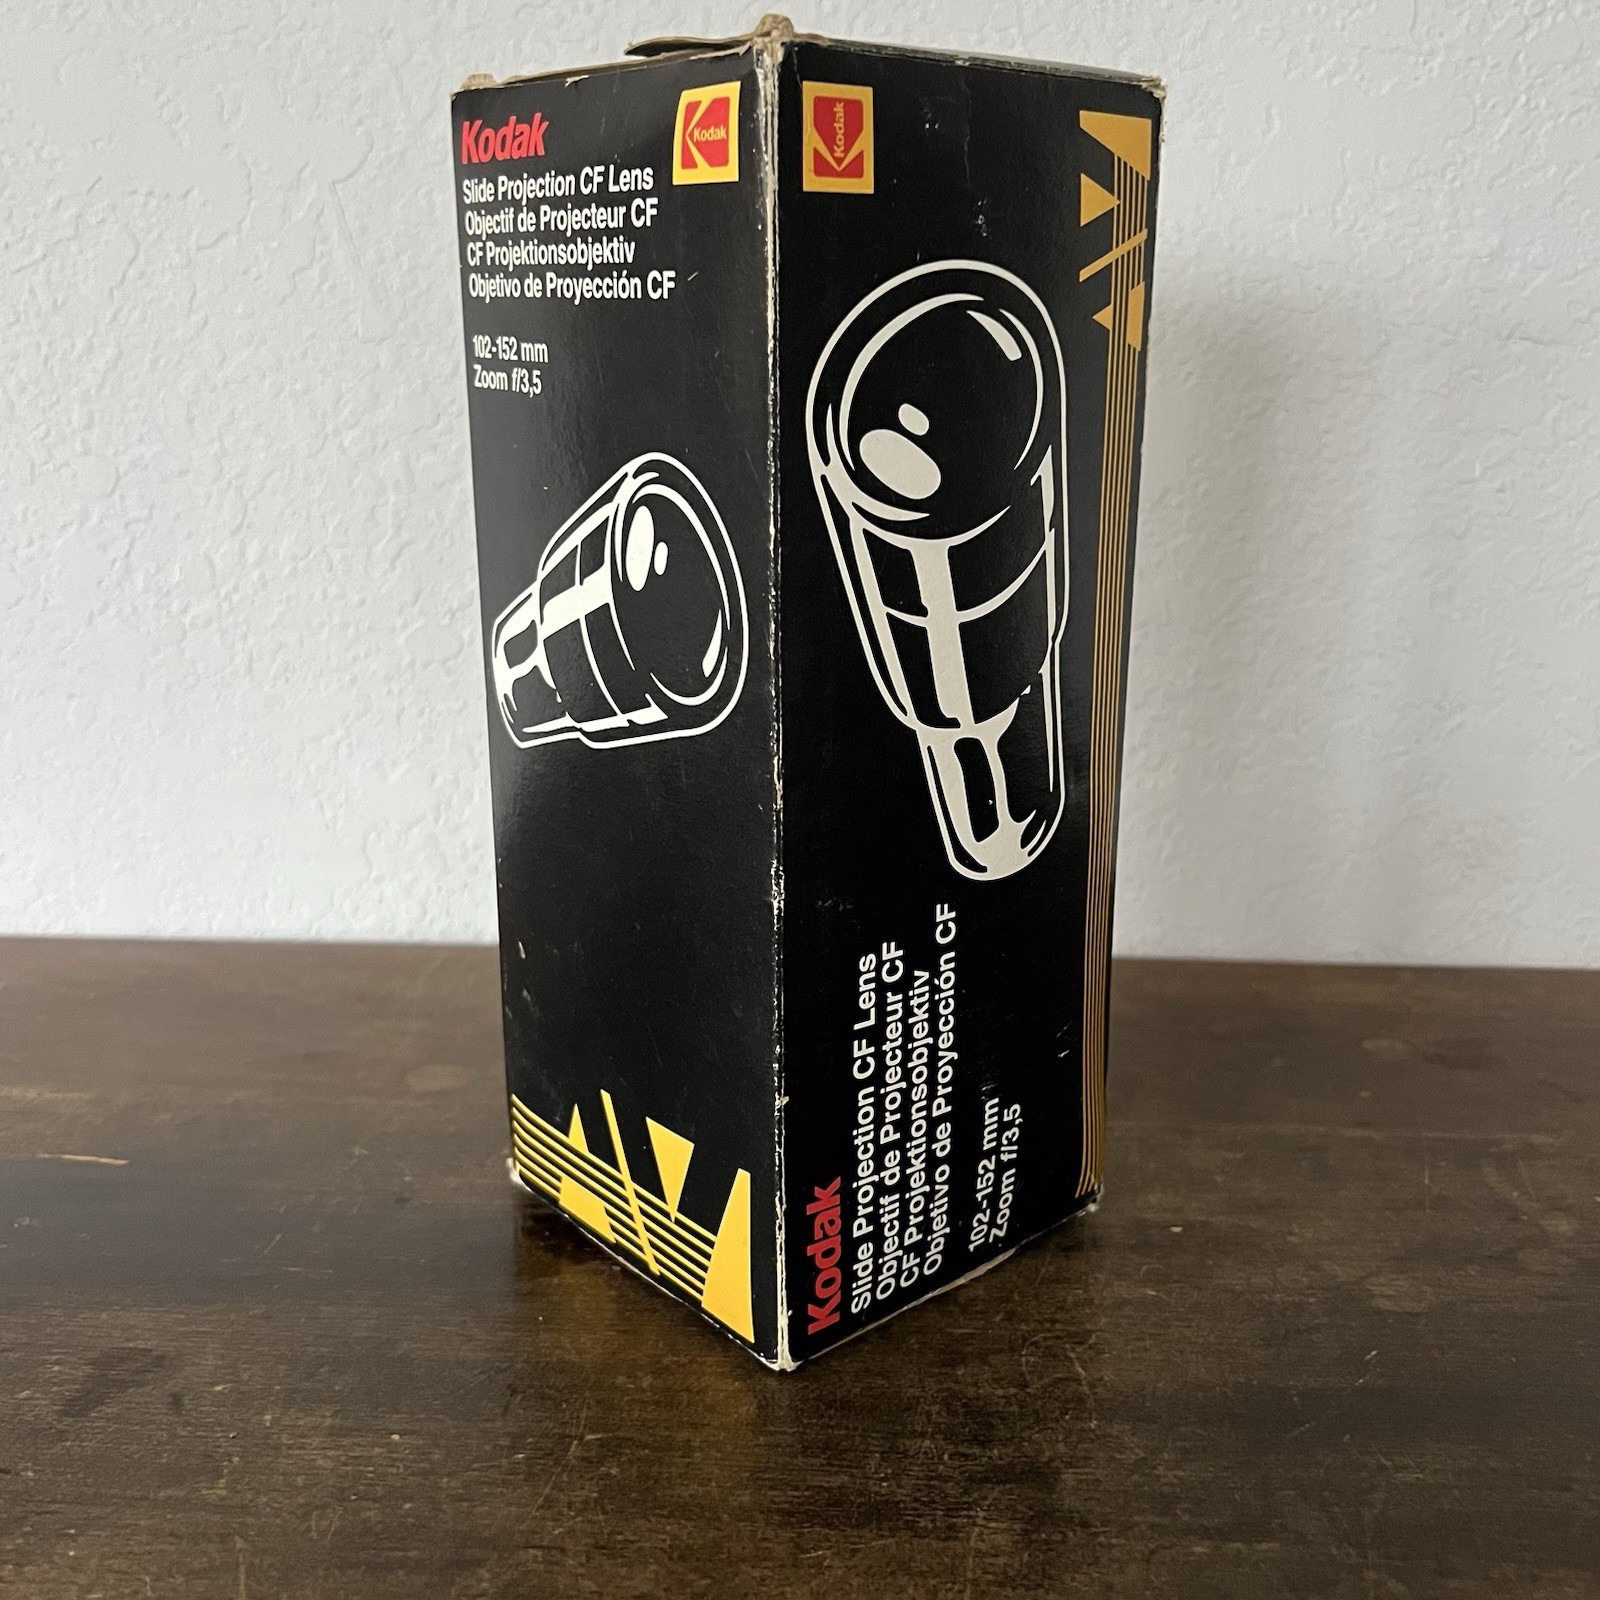 Kodak
Kodak
Slide Projection CF Lens
Objectif de Projecteur CF
CF Projektionsobjektiv
Objetivo de Proyección CF
102-152 mm
Zoom f/3,5
Kodak
Kodak
Slide Projection CF Lens
Objectif de Projecteur CF
CF Projektionsobjektiv
Objetivo de Proyección CF
102-152 mm
Zoom f/3,5